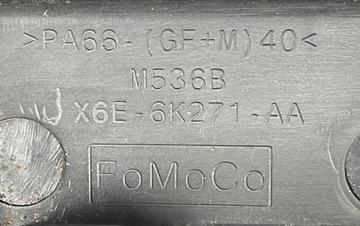 >PA66-(GF+M)40<
M536B
X6E-6K271-AA
FoMoCo